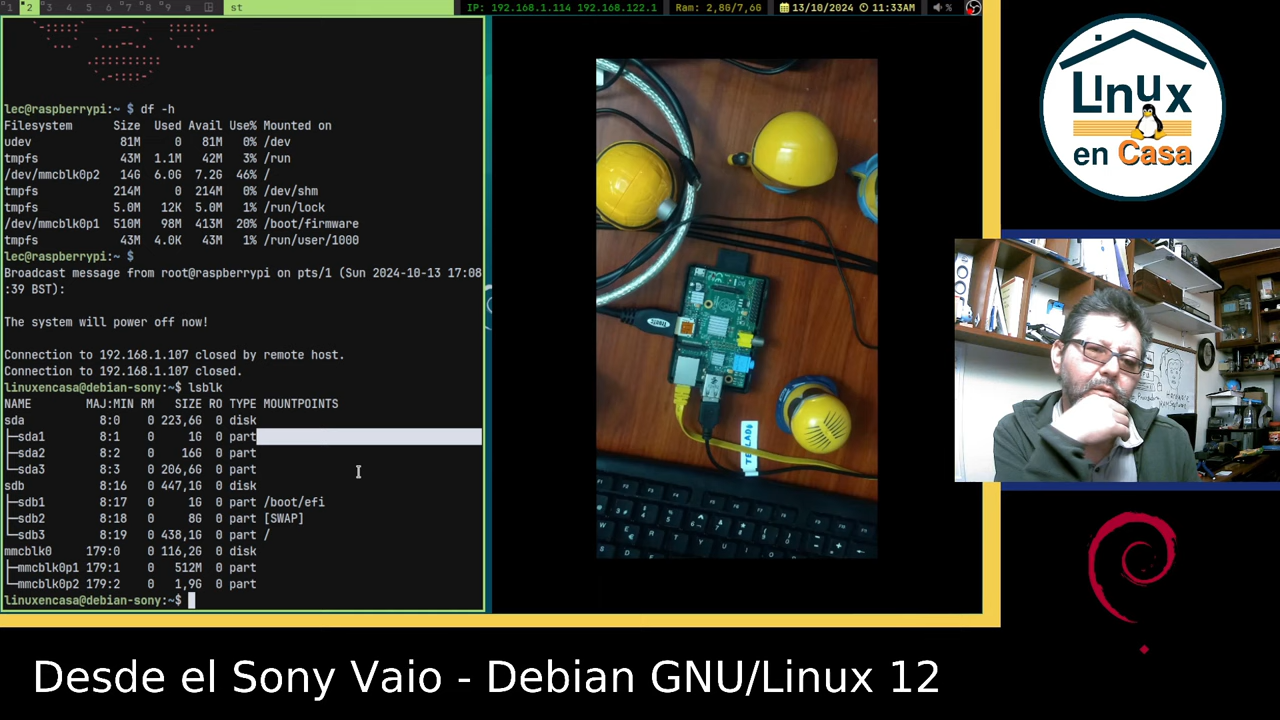 1 2 3 4 5 6 7 8 9 a
st
IP: 192.168.1.114 192.168.122.1
Ram: 2,8G/7,6G
13/10/2024 11:33AM
%
lec@raspberrypi:~ $ df -h
Filesystem Size Used Avail Use% Mounted on
udev 81M 0 81M 0% /dev
tmpfs 43M 1.1M 42M 3% /run
/dev/mmcblk0p2 14G 6.0G 7.2G 46% /
tmpfs 214M 0 214M 0% /dev/shm
tmpfs 5.0M 12K 5.0M 1% /run/lock
/dev/mmcblk0p1 510M 98M 413M 20% /boot/firmware
tmpfs 43M 4.0K 43M 1% /run/user/1000
lec@raspberrypi:~ $
Broadcast message from root@raspberrypi on pts/1 (Sun 2024-10-13 17:08
:39 BST):
The system will power off now!
Connection to 192.168.1.107 closed by remote host.
Connection to 192.168.1.107 closed.
linuxencasa@debian-sony:~$ lsblk
NAME MAJ:MIN RM SIZE RO TYPE MOUNTPOINTS
sda 8:0 0 223,6G 0 disk
├─sda1 8:1 0 1G 0 part
├─sda2 8:2 0 16G 0 part
└─sda3 8:3 0 206,6G 0 part
sdb 8:16 0 447,1G 0 disk
├─sdb1 8:17 0 1G 0 part /boot/efi
├─sdb2 8:18 0 8G 0 part [SWAP]
└─sdb3 8:19 0 438,1G 0 part /
mmcblk0 179:0 0 116,2G 0 disk
├─mmcblk0p1 179:1 0 512M 0 part
└─mmcblk0p2 179:2 0 1,9G 0 part
linuxencasa@debian-sony:~$
Linux
en Casa
Desde el Sony Vaio - Debian GNU/Linux 12